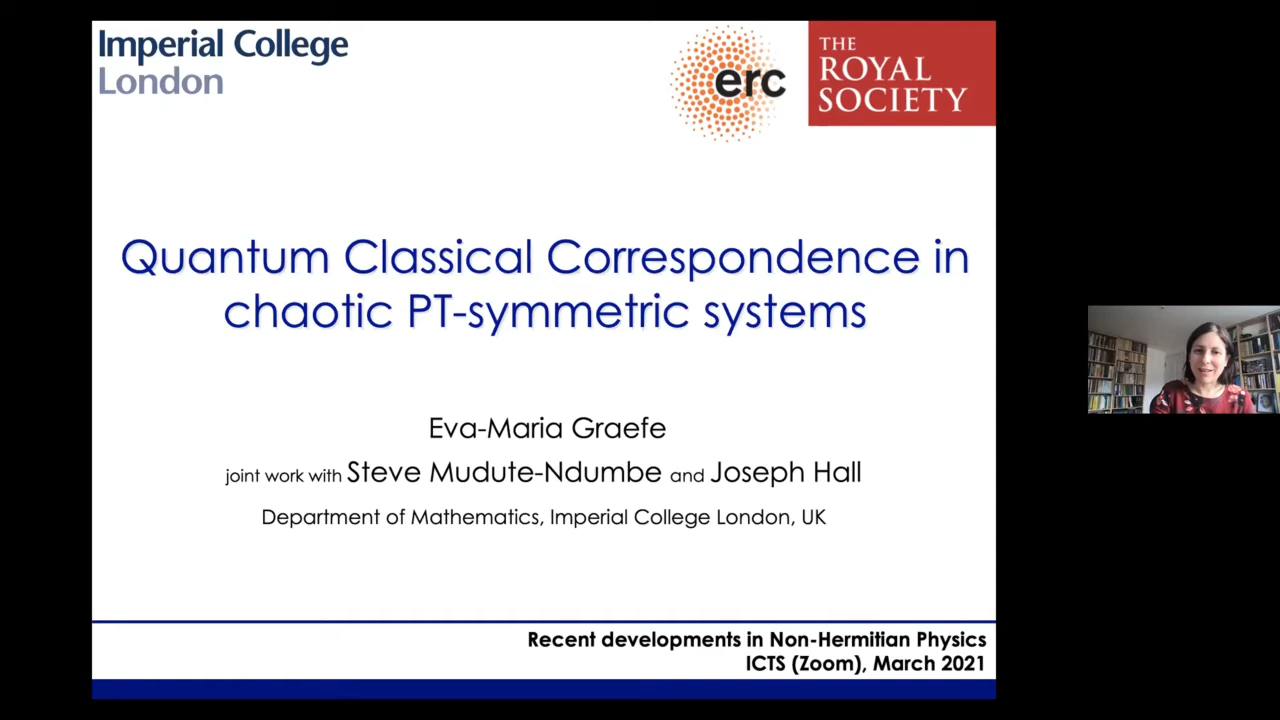 Imperial College
London
erc
THE
ROYAL
SOCIETY
Quantum Classical Correspondence in
chaotic PT-symmetric systems
Eva-Maria Graefe
joint work with Steve Mudute-Ndumbe and Joseph Hall
Department of Mathematics, Imperial College London, UK
Recent developments in Non-Hermitian Physics
ICTS (Zoom), March 2021